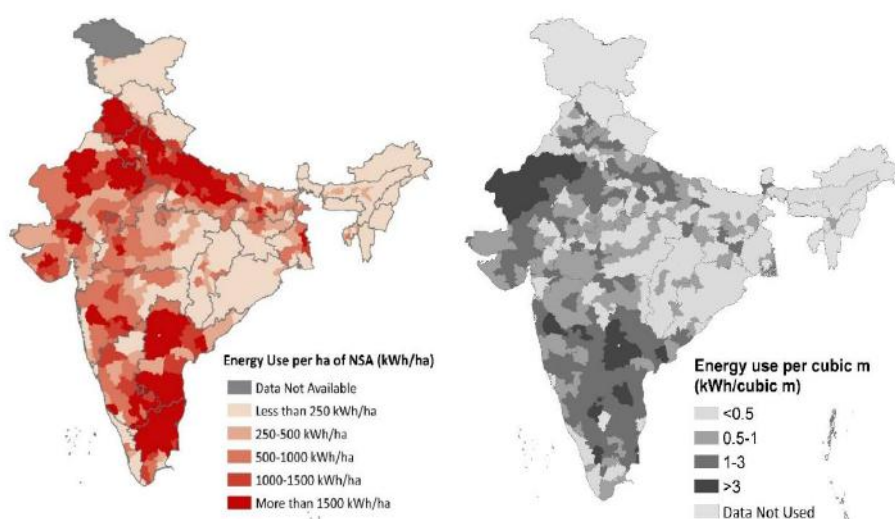 Energy Use per ha of NSA (kWh/ha)
Data Not Available
Less than 250 kWh/ha
250-500 kWh/ha
500-1000 kWh/ha
1000-1500 kWh/ha
More than 1500 kWh/ha
Energy use per cubic m
(kWh/cubic m)
<0.5
0.5-1
1-3
>3
Data Not Used